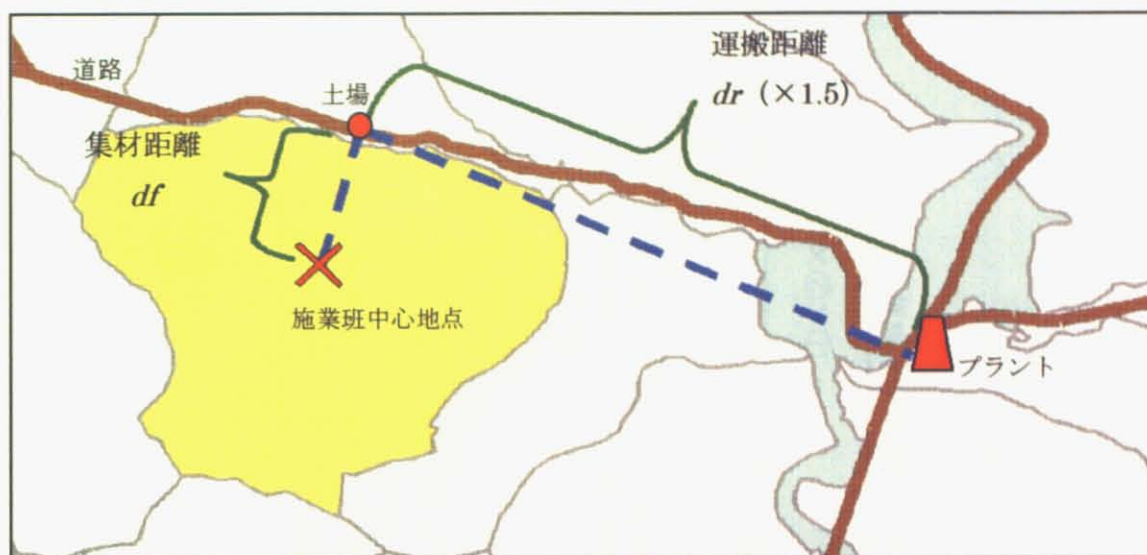 道路
土場
運搬距離
dr (×1.5)
集材距離
df
施業班中心地点
プラント